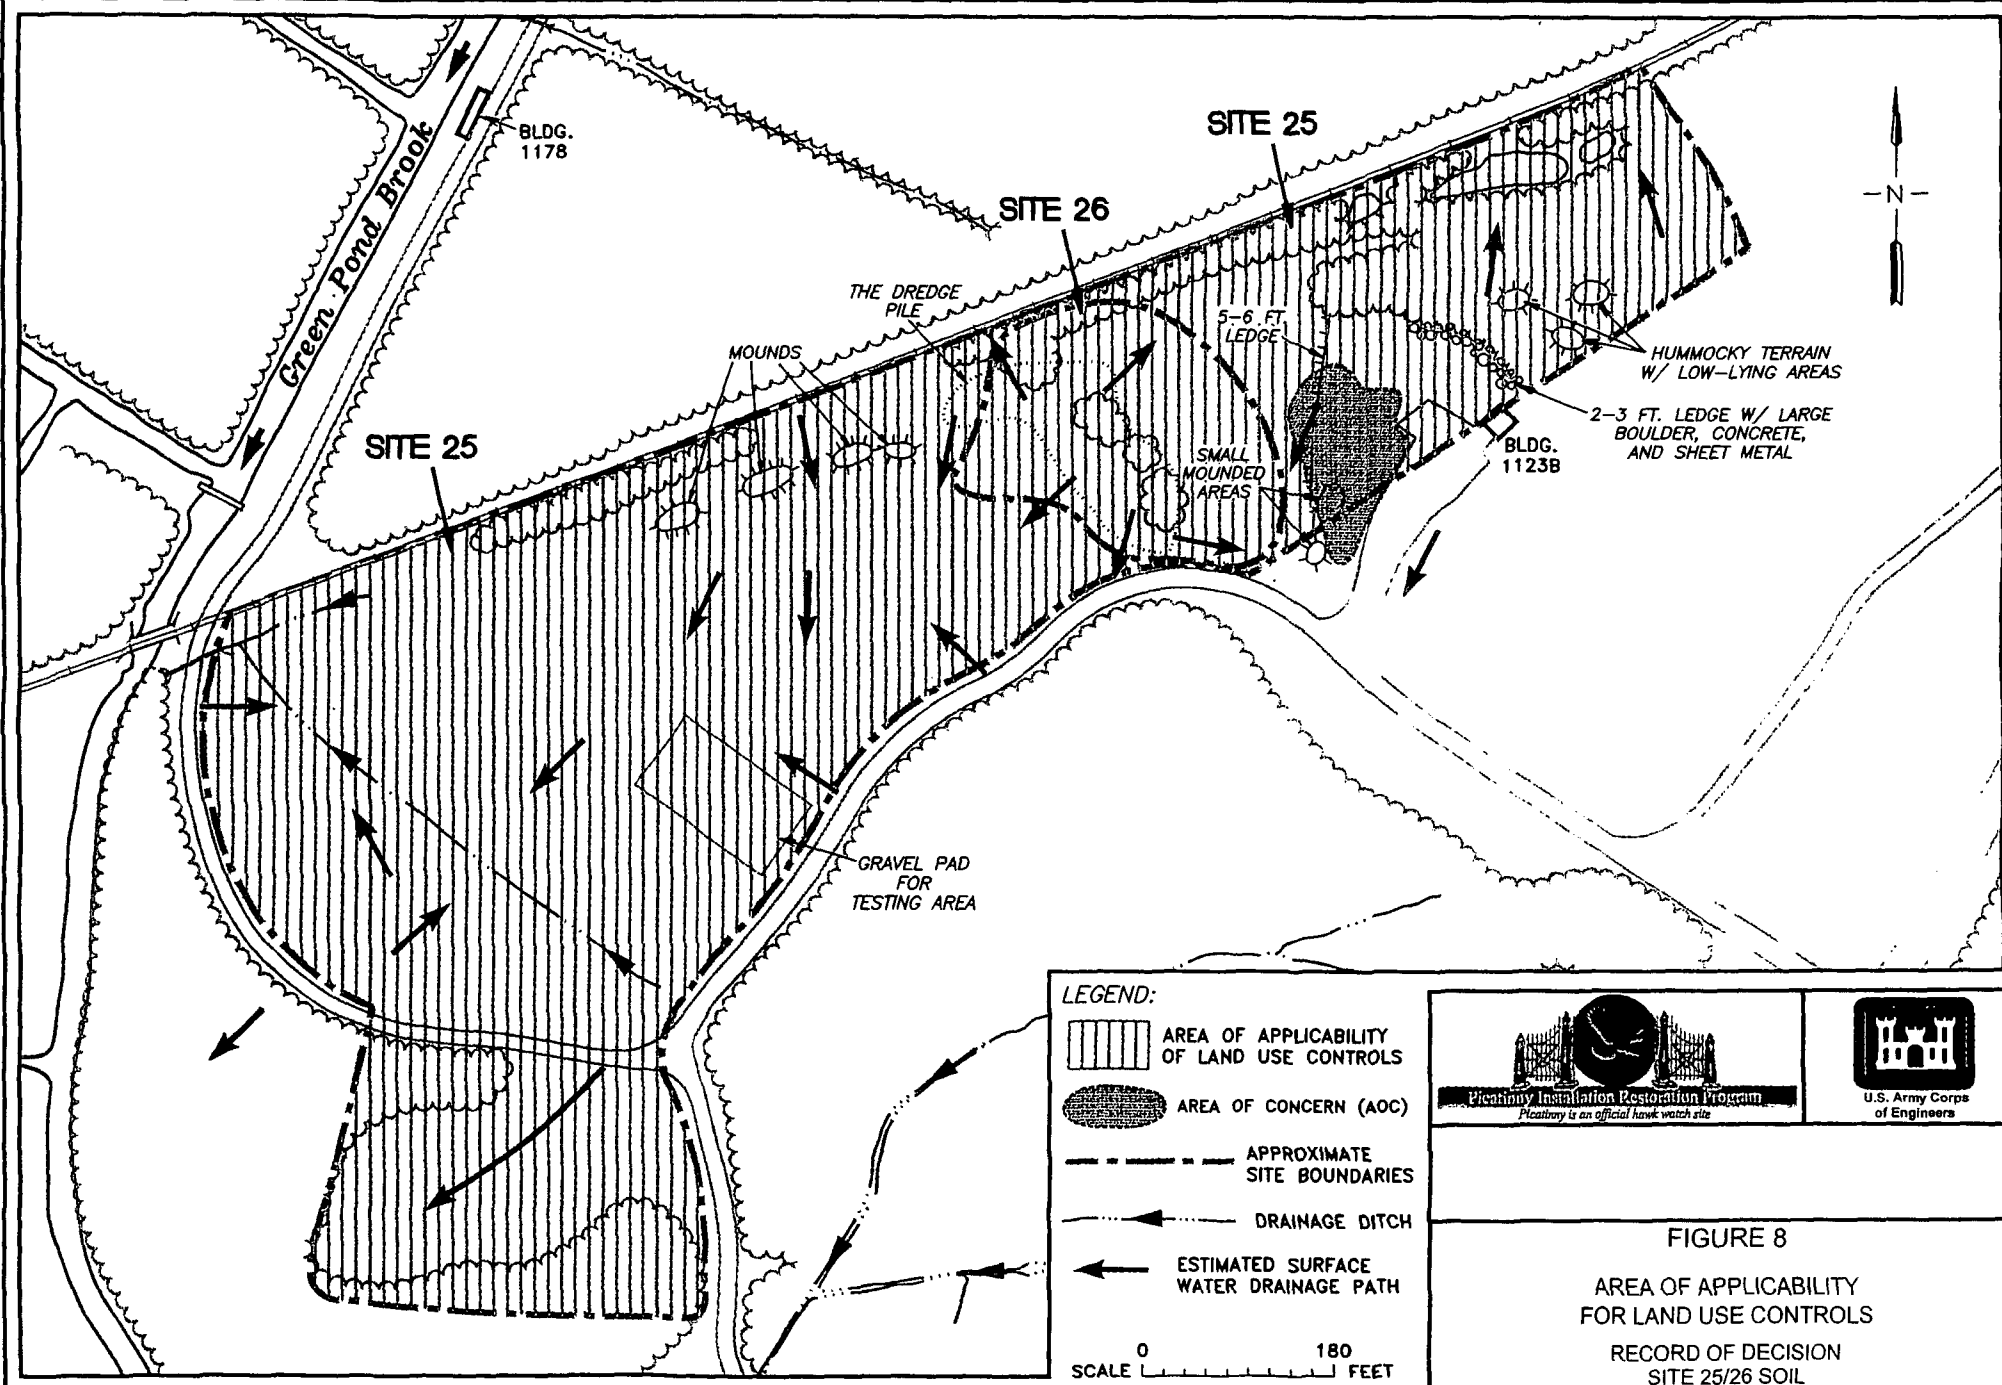 SITE 25
BLDG.
1178
Green Pond Brook
SITE 26
-N-
THE DREDGE
PILE
5-6 FT.
LEDGE
MOUNDS
HUMMOCKY TERRAIN
W/ LOW-LYING AREAS
2-3 FT. LEDGE W/ LARGE
BOULDER, CONCRETE,
AND SHEET METAL
SITE 25
SMALL
MOUNDED
AREAS
BLDG.
1123B
GRAVEL PAD
FOR
TESTING AREA
LEGEND:
AREA OF APPLICABILITY
OF LAND USE CONTROLS
AREA OF CONCERN (AOC)
APPROXIMATE
SITE BOUNDARIES
DRAINAGE DITCH
ESTIMATED SURFACE
WATER DRAINAGE PATH
0 180
SCALE FEET
Picatinny Installation Restoration Program
Picatinny is an official hawk watch site
U.S. Army Corps
of Engineers
FIGURE 8
AREA OF APPLICABILITY
FOR LAND USE CONTROLS
RECORD OF DECISION
SITE 25/26 SOIL